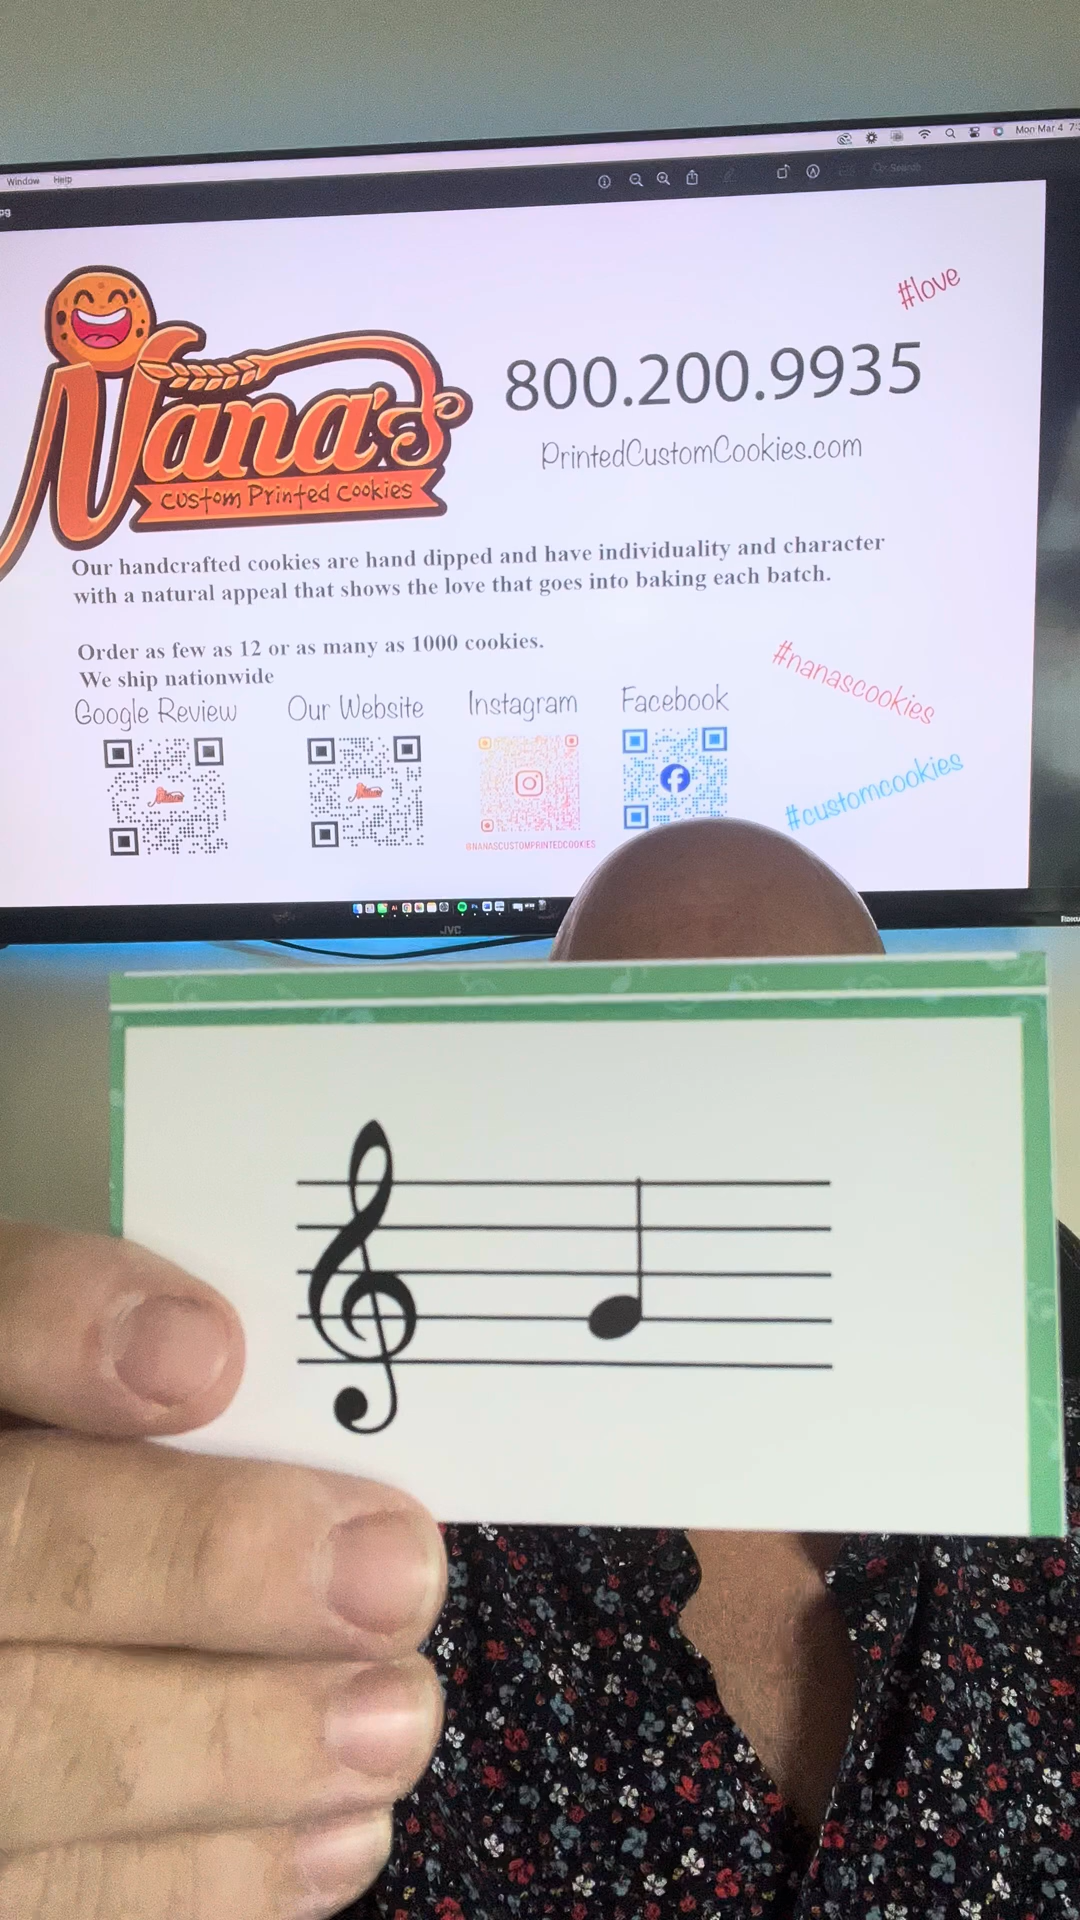 Window Help
Mon Mar 4 7:
Search
pg
#love
Nana's
Custom Printed Cookies
800.200.9935
PrintedCustomCookies.com
Our handcrafted cookies are hand dipped and have individuality and character
with a natural appeal that shows the love that goes into baking each batch.
Order as few as 12 or as many as 1000 cookies.
We ship nationwide
#nanascookies
Google Review Our Website Instagram Facebook
#customcookies
@NANASCUSTOMPRINTEDCOOKIES
JVC